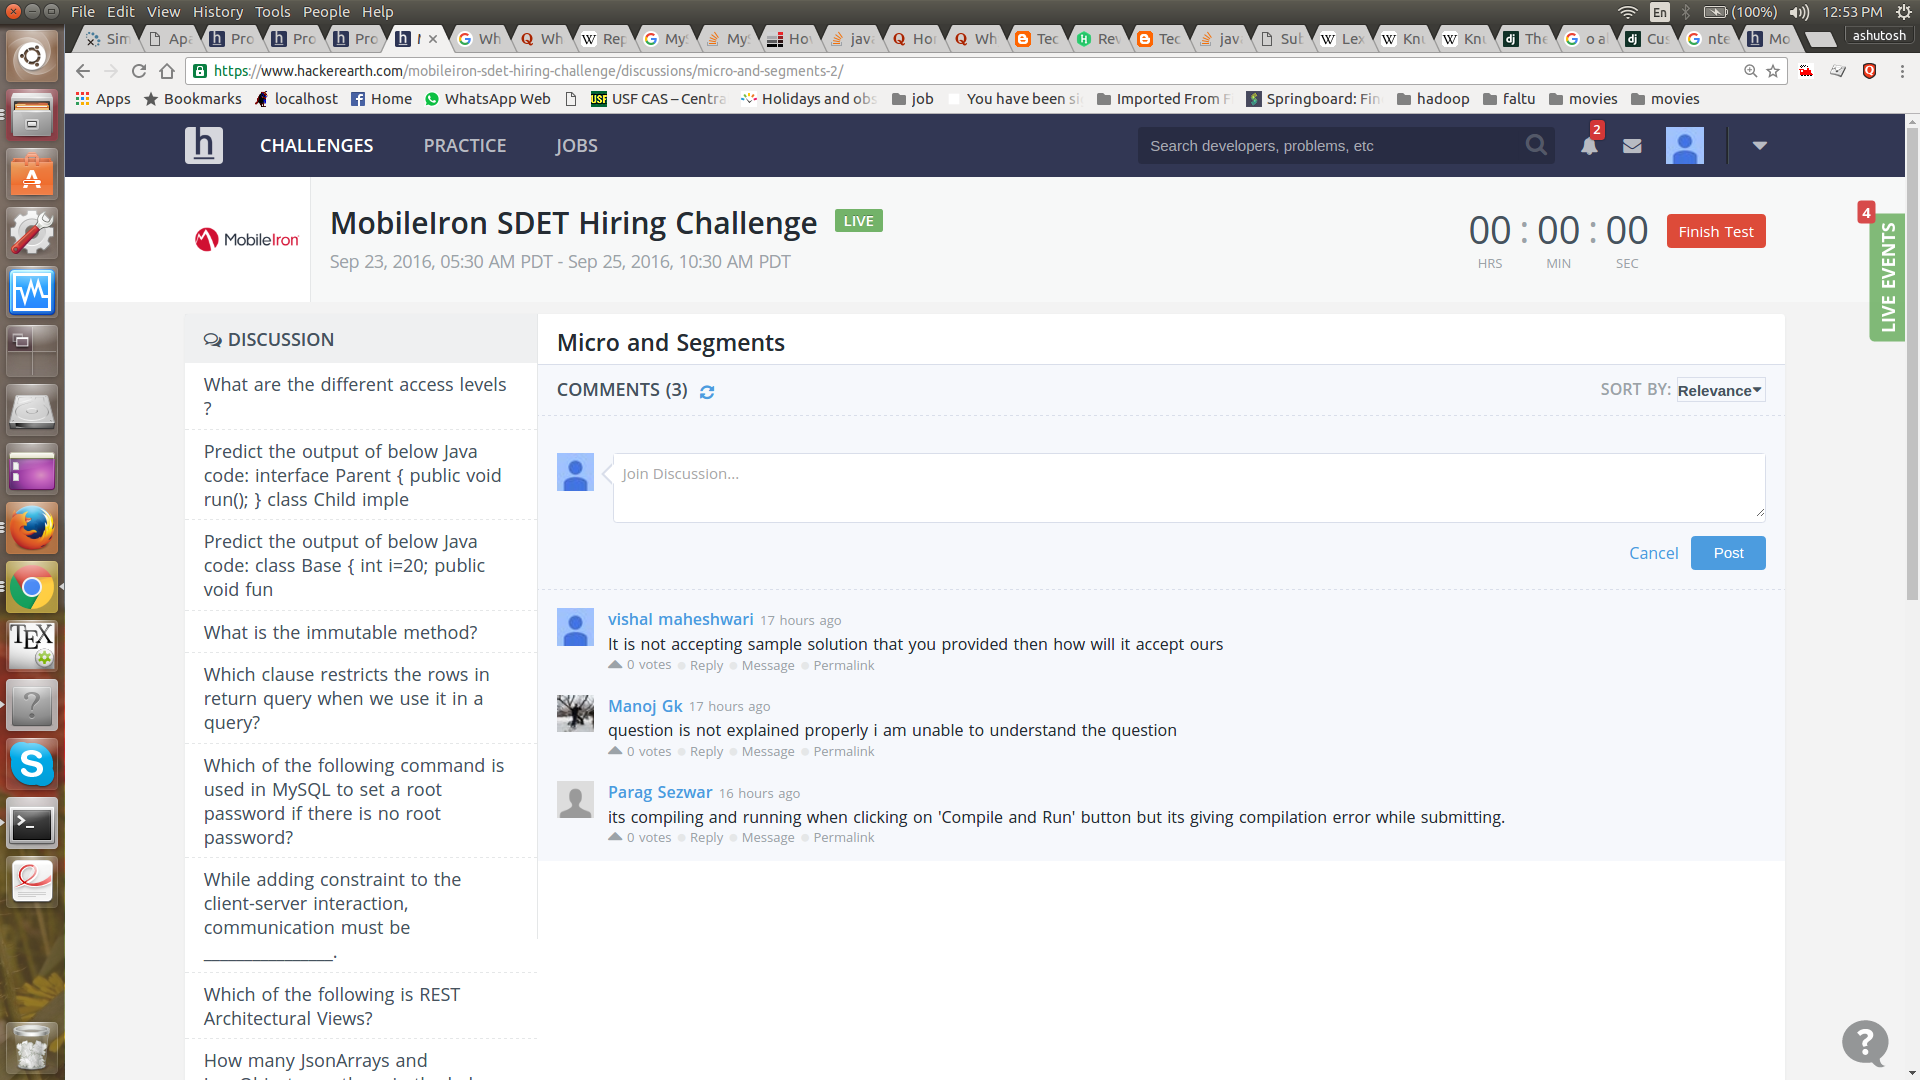 File Edit View History Tools People Help
En (100%) 12:53 PM
Sim Apa Pro Pro Pro Wh Wh Rep My My Hov java Hor Wh Tec Rev Tec java Sub Lex Knu Knu The o al Cus nte Mo ashutosh
https://www.hackerearth.com/mobileiron-sdet-hiring-challenge/discussions/micro-and-segments-2/
Apps Bookmarks localhost Home WhatsApp Web USF CAS – Centra Holidays and obs job You have been si Imported From F Springboard: Fin hadoop faltu movies movies
h CHALLENGES PRACTICE JOBS Search developers, problems, etc 2
MobileIron
MobileIron SDET Hiring Challenge LIVE
Sep 23, 2016, 05:30 AM PDT - Sep 25, 2016, 10:30 AM PDT
00 : 00 : 00
HRS MIN SEC
Finish Test
4
LIVE EVENTS
DISCUSSION
What are the different access levels
?
Predict the output of below Java
code: interface Parent { public void
run(); } class Child imple
Predict the output of below Java
code: class Base { int i=20; public
void fun
What is the immutable method?
Which clause restricts the rows in
return query when we use it in a
query?
Which of the following command is
used in MySQL to set a root
password if there is no root
password?
While adding constraint to the
client-server interaction,
communication must be
________________.
Which of the following is REST
Architectural Views?
How many JsonArrays and
Micro and Segments
COMMENTS (3)
SORT BY: Relevance
Join Discussion...
Cancel Post
vishal maheshwari 17 hours ago
It is not accepting sample solution that you provided then how will it accept ours
0 votes Reply Message Permalink
Manoj Gk 17 hours ago
question is not explained properly i am unable to understand the question
0 votes Reply Message Permalink
Parag Sezwar 16 hours ago
its compiling and running when clicking on 'Compile and Run' button but its giving compilation error while submitting.
0 votes Reply Message Permalink
?